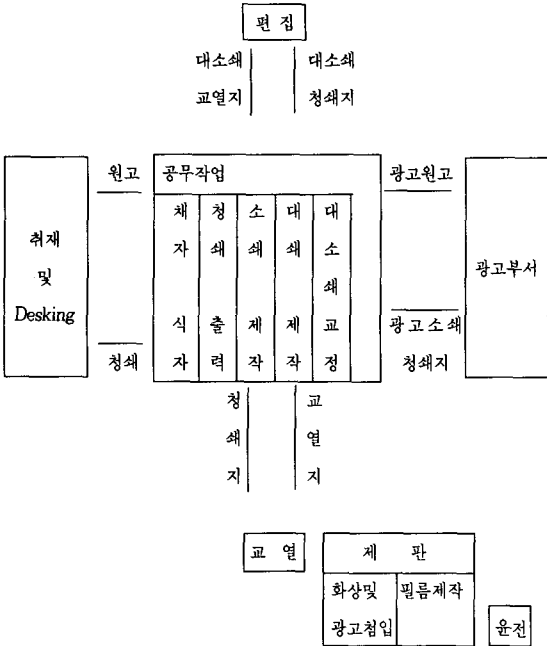 편 집
대소쇄 대소쇄
교열지 청쇄지
원고 공무작업 광고원고
취재
및
Desking
채자 식자
청쇄 출력
소쇄 제작
대쇄 제작
대소쇄 교정
광고부서
청쇄
광고소쇄
청쇄지
청쇄지
교열지
교 열
제 판
화상및 필름제작
광고첨입
윤전